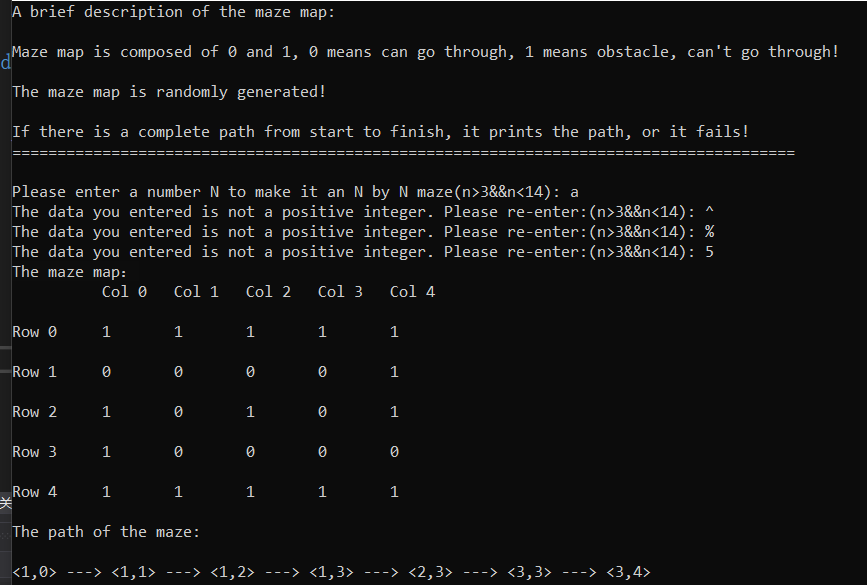 A brief description of the maze map:
d
Maze map is composed of 0 and 1, 0 means can go through, 1 means obstacle, can't go through!
The maze map is randomly generated!
If there is a complete path from start to finish, it prints the path, or it fails!
=======================================================================================
Please enter a number N to make it an N by N maze(n>3&&n<14): a
The data you entered is not a positive integer. Please re-enter:(n>3&&n<14): ^
The data you entered is not a positive integer. Please re-enter:(n>3&&n<14): %
The data you entered is not a positive integer. Please re-enter:(n>3&&n<14): 5
The maze map:
Col 0 Col 1 Col 2 Col 3 Col 4
Row 0 1 1 1 1 1
Row 1 0 0 0 0 1
Row 2 1 0 1 0 1
Row 3 1 0 0 0 0
关
Row 4 1 1 1 1 1
The path of the maze:
<1,0> ---> <1,1> ---> <1,2> ---> <1,3> ---> <2,3> ---> <3,3> ---> <3,4>